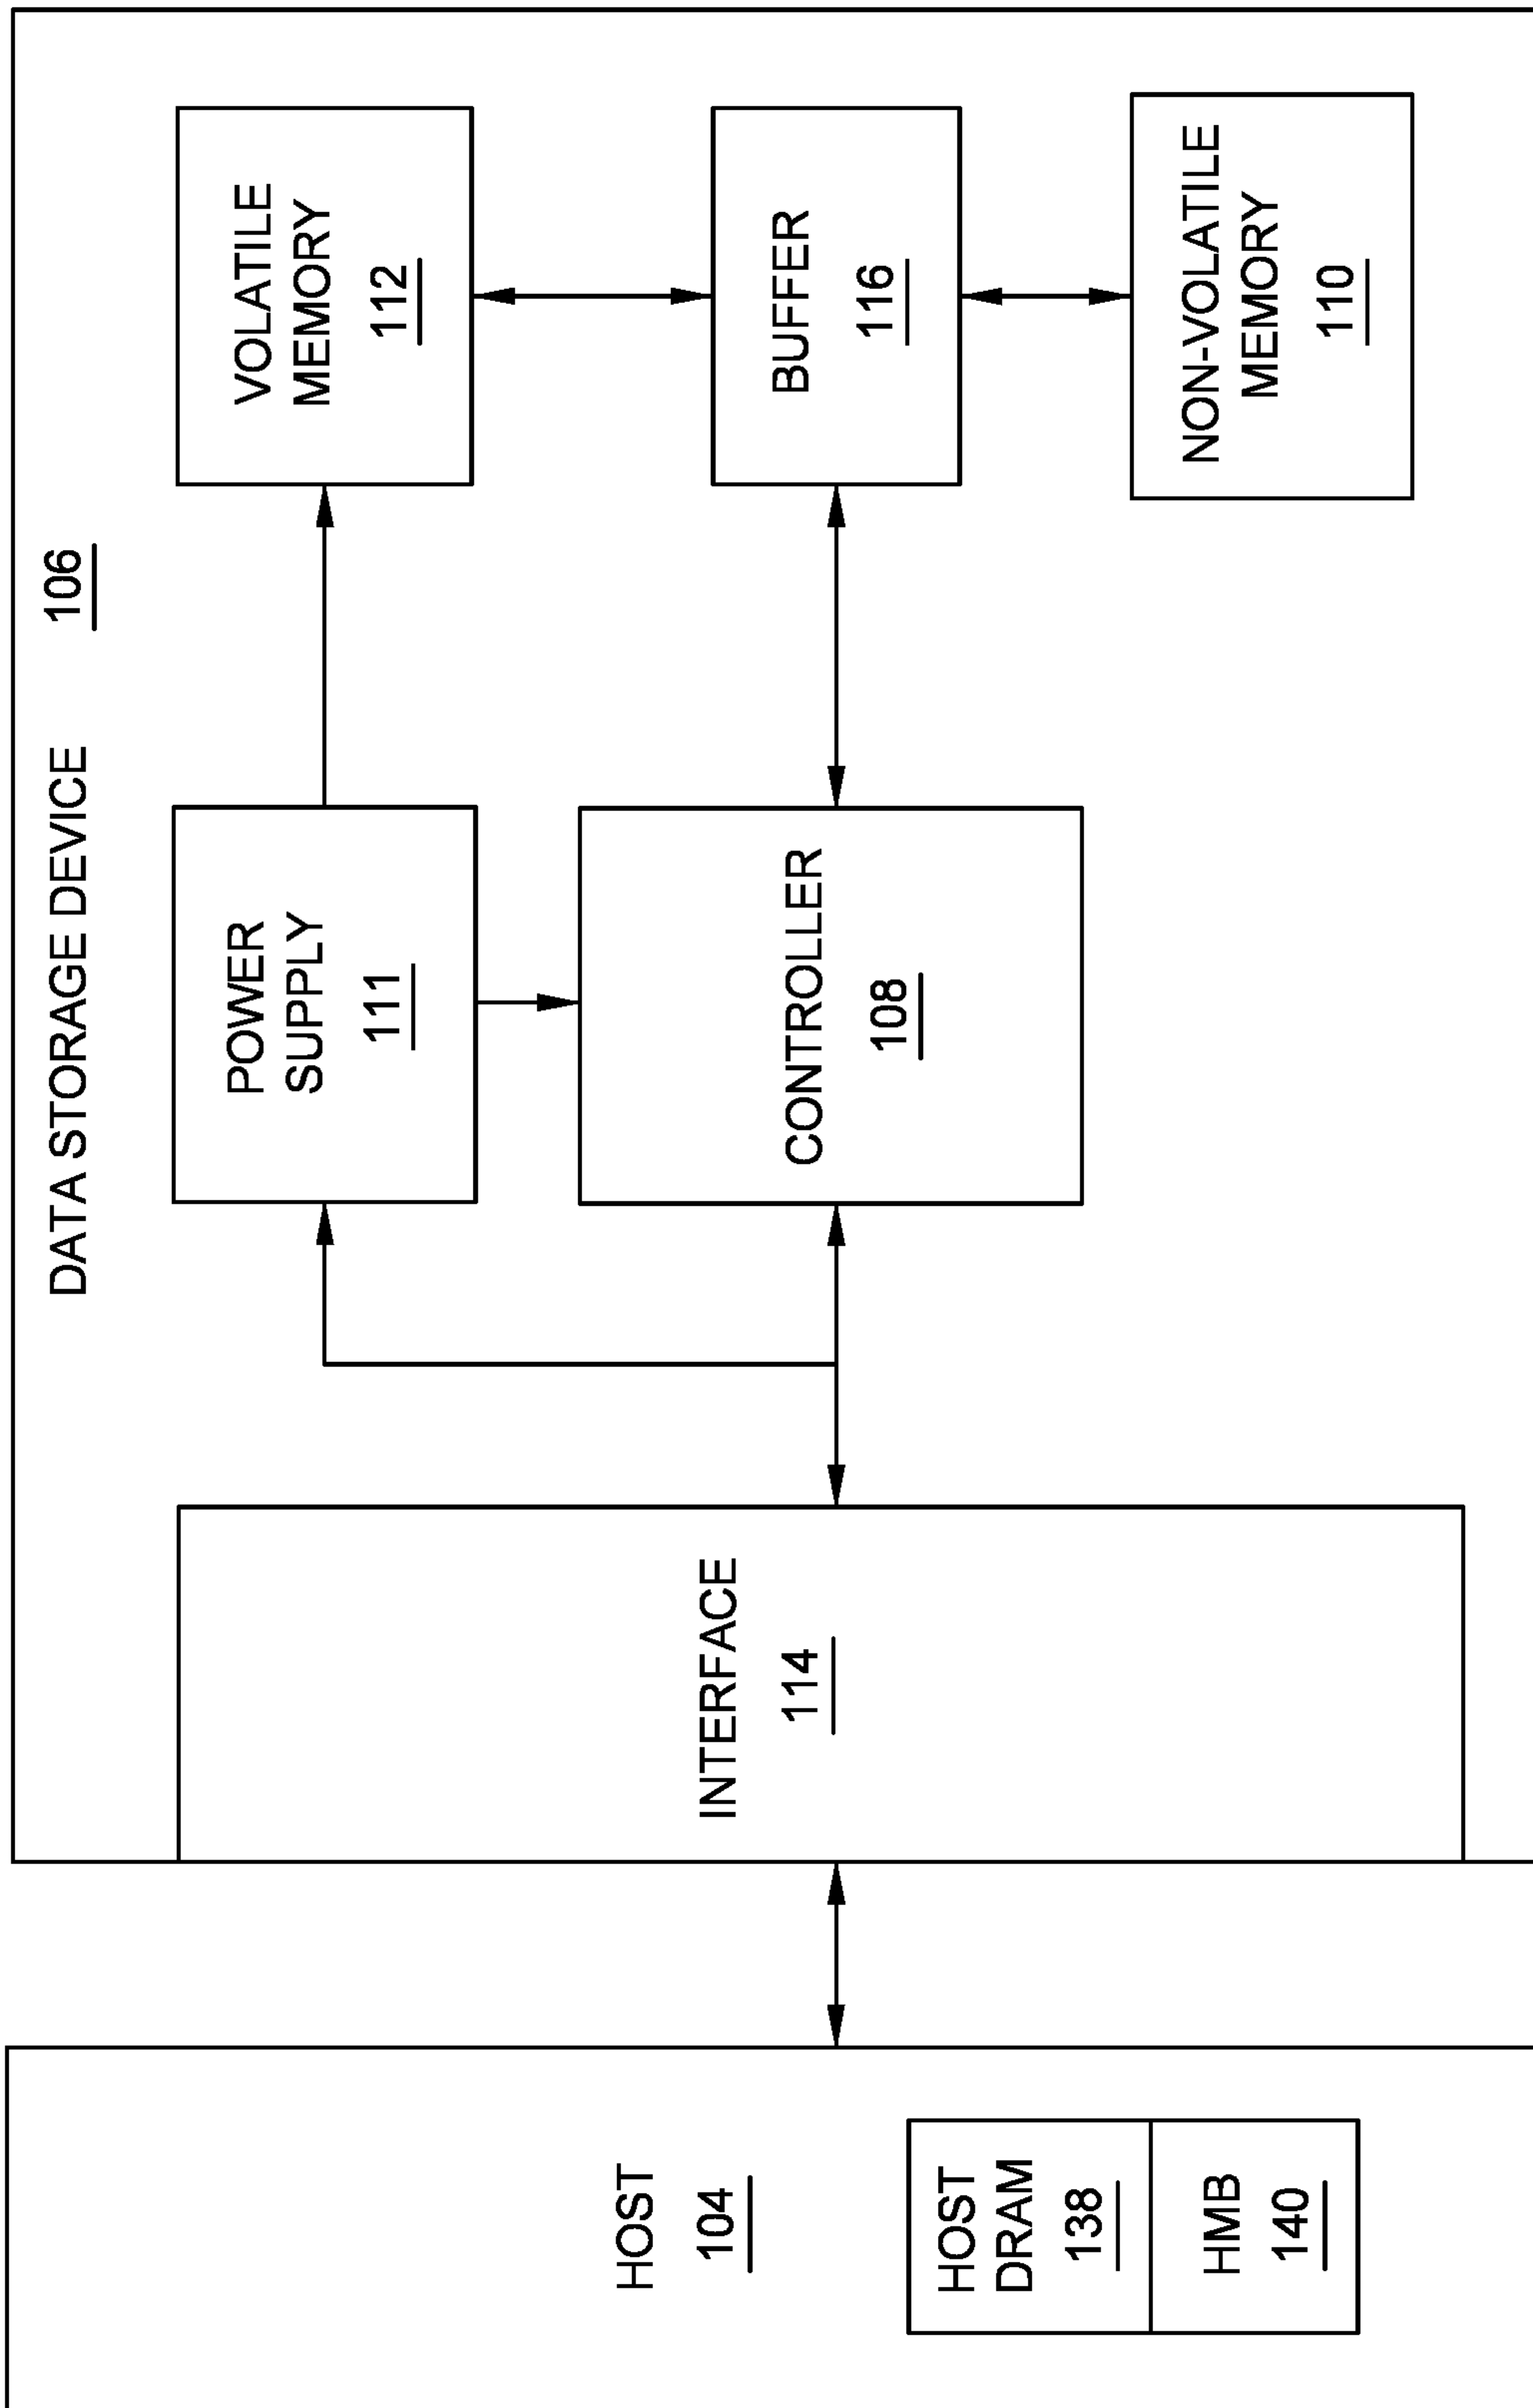 DATA STORAGE DEVICE 106
HOST
104
HOST
DRAM
138
HMB
140
INTERFACE
114
POWER
SUPPLY
111
CONTROLLER
108
VOLATILE
MEMORY
112
BUFFER
116
NON-VOLATILE
MEMORY
110